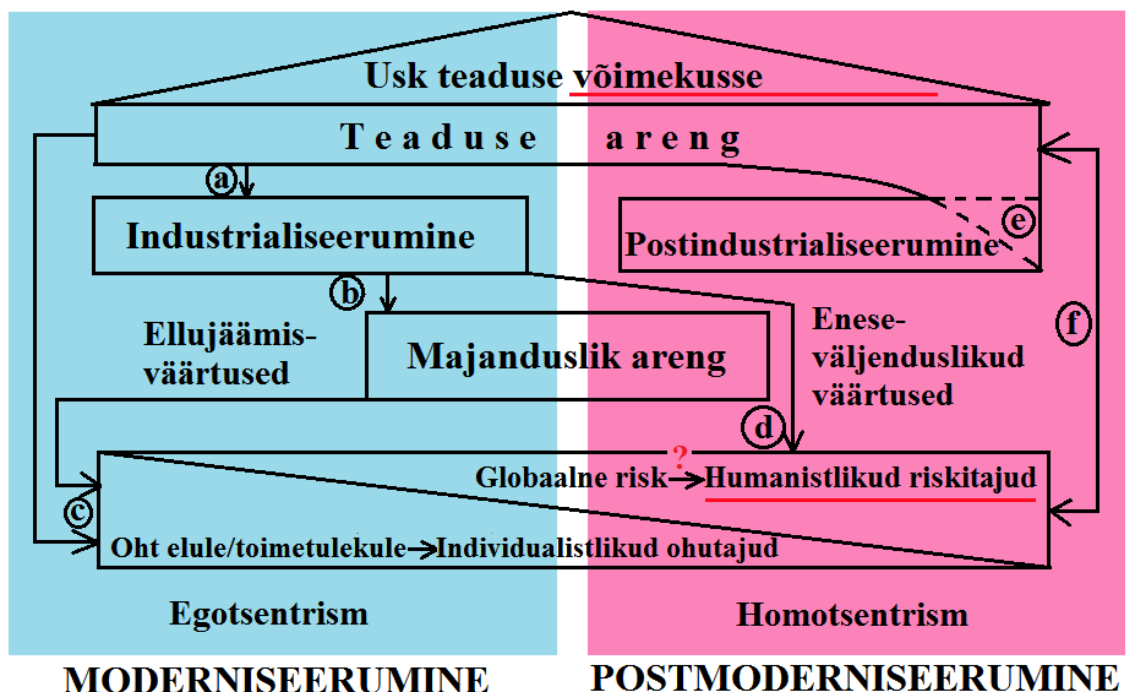 Usk teaduse võimekusse
Teaduse areng
a
Industrialiseerumine
Postindustrialiseerumine
e
b
Ellujäämis-
väärtused
Majanduslik areng
Enese-
väljenduslikud
väärtused
f
d
?
Globaalne risk
Humanistlikud riskitajud
c
Oht elule/toimetulekule
Individualistlikud ohutajud
Egotsentrism
Homotsentrism
MODERNISEERUMINE
POSTMODERNISEERUMINE